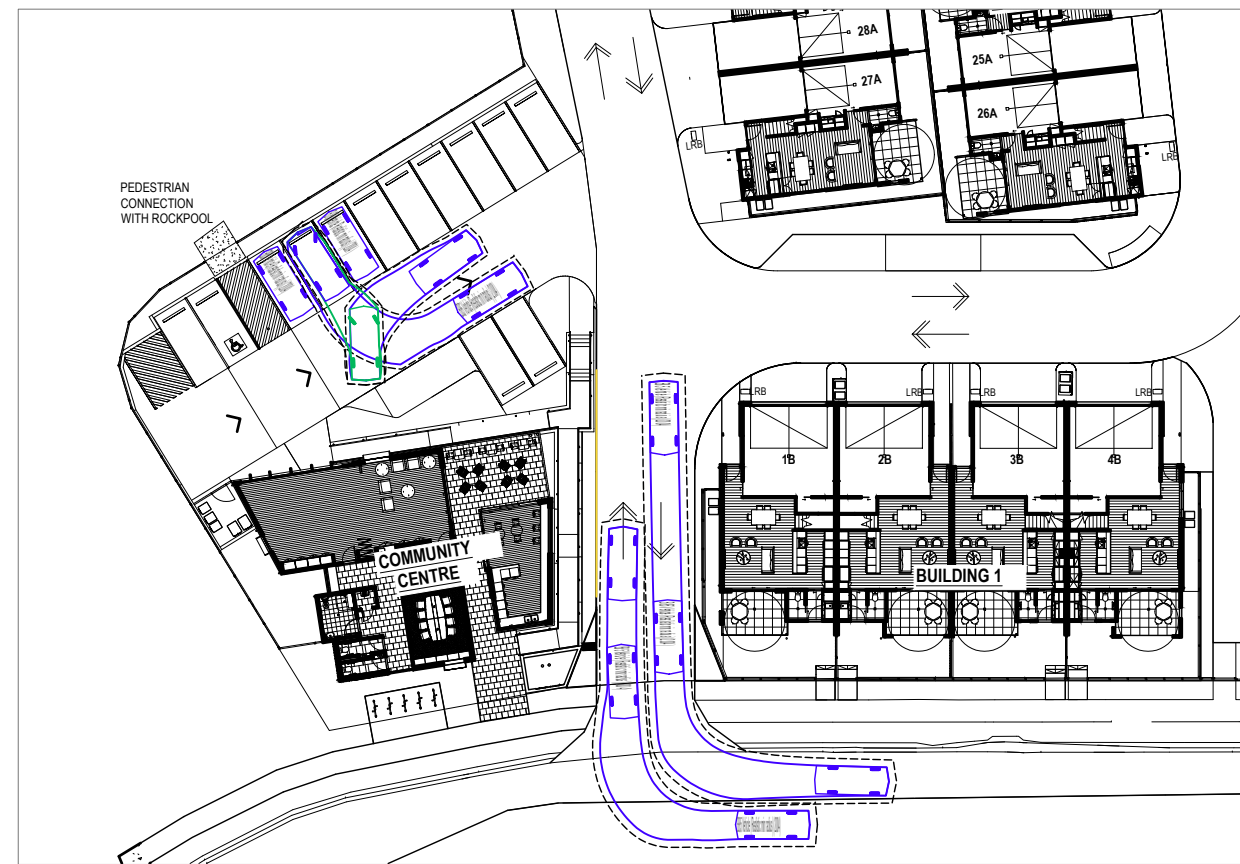 28A
27A
25A
26A
LRB
LRB
PEDESTRIAN
CONNECTION
WITH ROCKPOOL
LRB
LRB
LRB
LRB
1B
2B
3B
4B
COMMUNITY
CENTRE
BUILDING 1